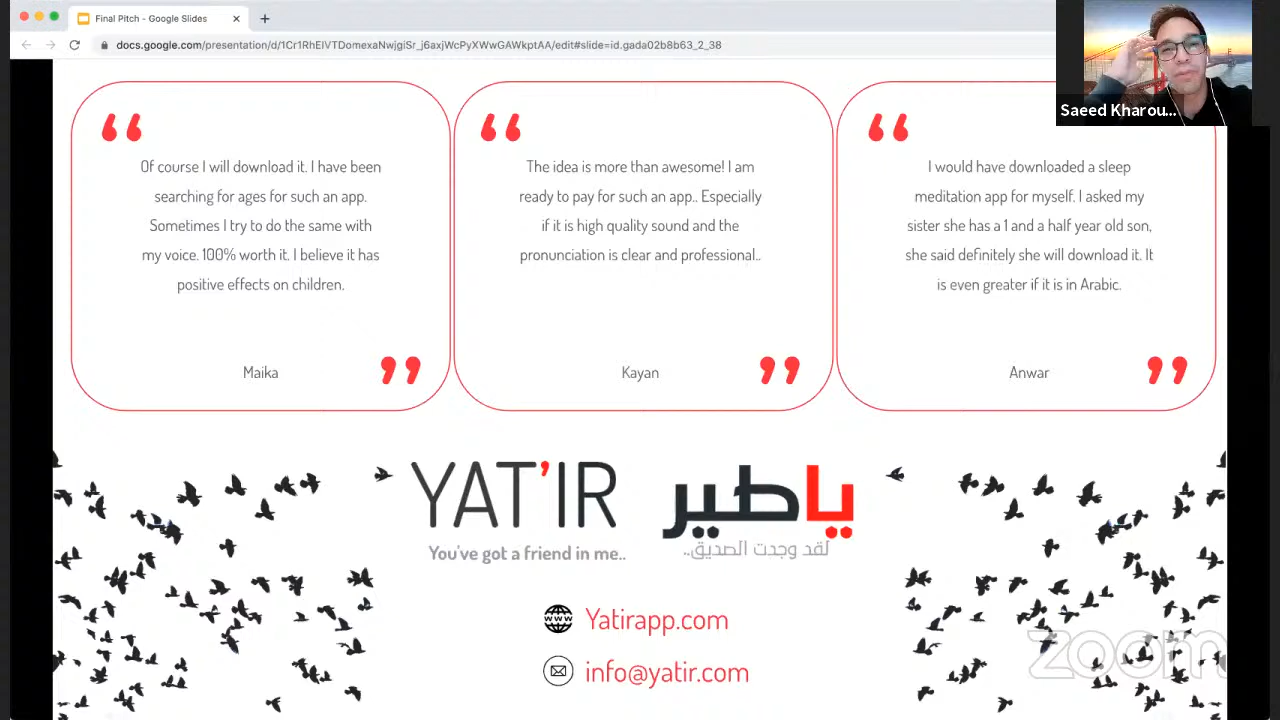 Final Pitch - Google Slides
docs.google.com/presentation/d/1Cr1RhEIVTDomexaNwjgiSr_j6axjWcPyXWwGAWkptAA/edit#slide=id.gada02b8b63_2_38
Saeed Kharou...
“
Of course I will download it. I have been
searching for ages for such an app.
Sometimes I try to do the same with
my voice. 100% worth it. I believe it has
positive effects on children.
Maika
”
“
The idea is more than awesome! I am
ready to pay for such an app.. Especially
if it is high quality sound and the
pronunciation is clear and professional..
Kayan
”
“
I would have downloaded a sleep
meditation app for myself. I asked my
sister she has a 1 and a half year old son,
she said definitely she will download it. It
is even greater if it is in Arabic.
Anwar
”
YAT'IR
You've got a friend in me..
ياطير
لقد وجدت الصديق..
www
Yatirapp.com
info@yatir.com
zoom